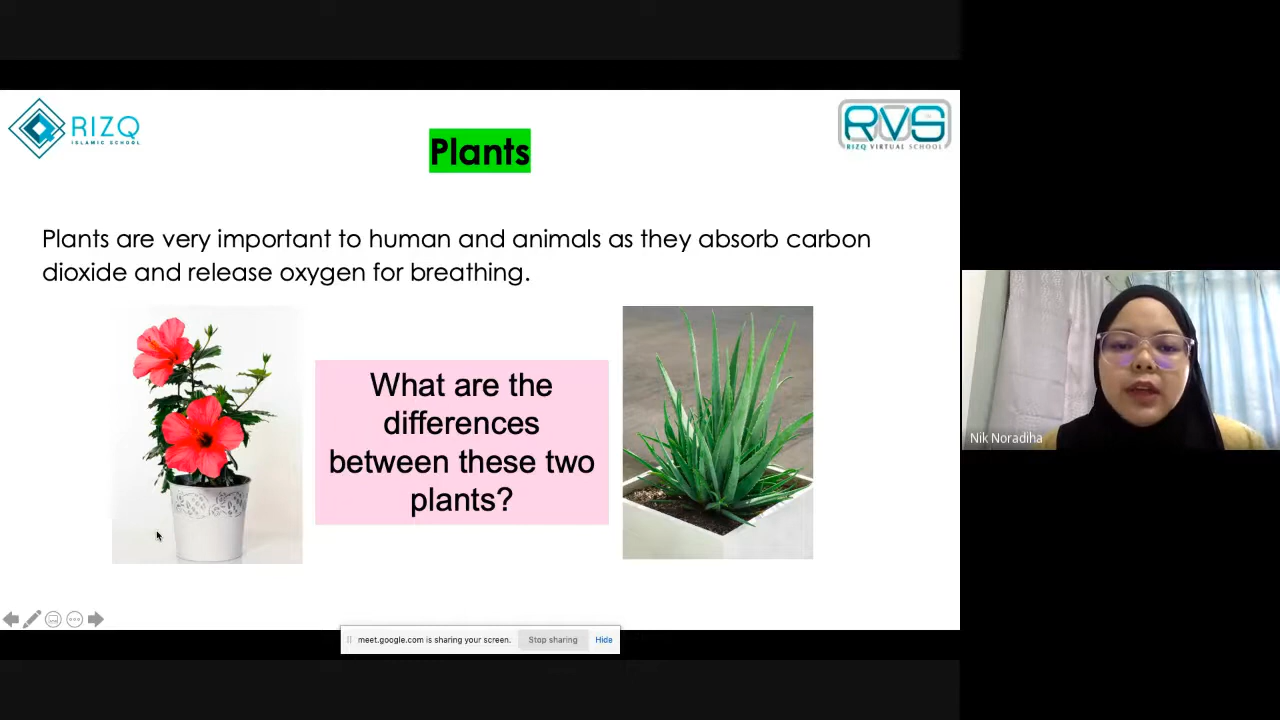 RIZQ
ISLAMIC SCHOOL
RVS
RIZQ VIRTUAL SCHOOL
Plants
Plants are very important to human and animals as they absorb carbon
dioxide and release oxygen for breathing.
What are the
differences
between these two
plants?
Nik Noradiha
meet.google.com is sharing your screen.
Stop sharing
Hide